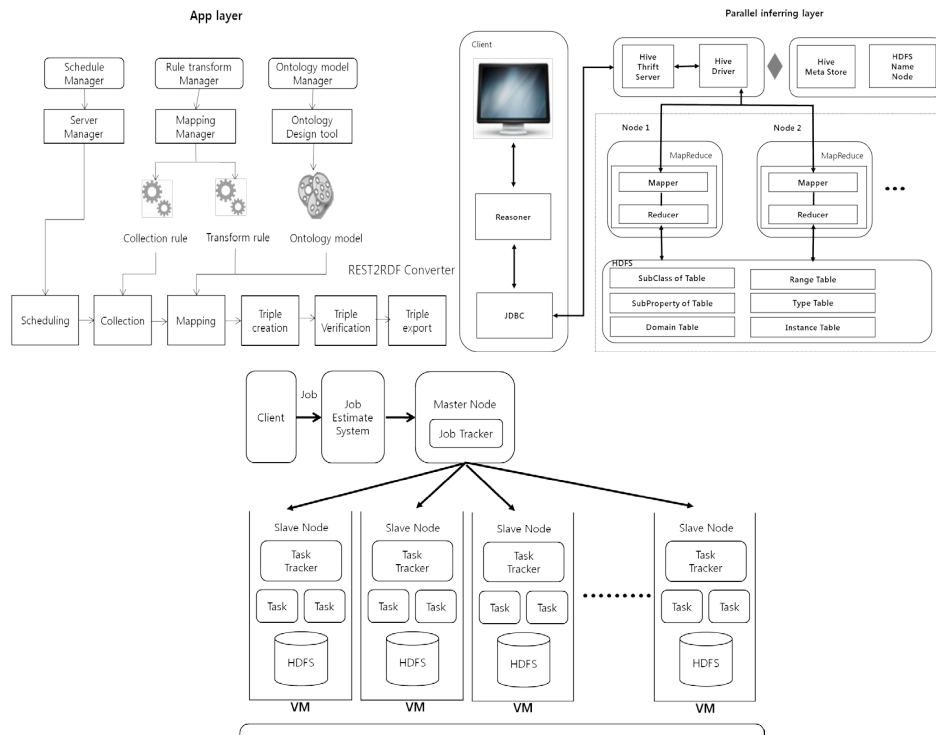 App layer
Schedule
Manager
Rule transform
Manager
Ontology model
Manager
Server
Manager
Mapping
Manager
Ontology
Design tool
Collection rule
Transform rule
Ontology model
REST2RDF Converter
Scheduling
Collection
Mapping
Triple
creation
Triple
Verification
Triple
export
Client
Reasoner
JDBC
Parallel inferring layer
Hive
Thrift
Server
Hive
Driver
Hive
Meta Store
HDFS
Name
Node
Node 1
MapReduce
Mapper
Reducer
Node 2
MapReduce
Mapper
Reducer
HDFS
SubClass of Table
SubProperty of Table
Domain Table
Range Table
Type Table
Instance Table
Client
Job
Job
Estimate
System
Master Node
Job Tracker
Slave Node
Task
Tracker
Task
Task
HDFS
VM
Slave Node
Task
Tracker
Task
Task
HDFS
VM
Slave Node
Task
Tracker
Task
Task
HDFS
VM
Slave Node
Task
Tracker
Task
Task
HDFS
VM